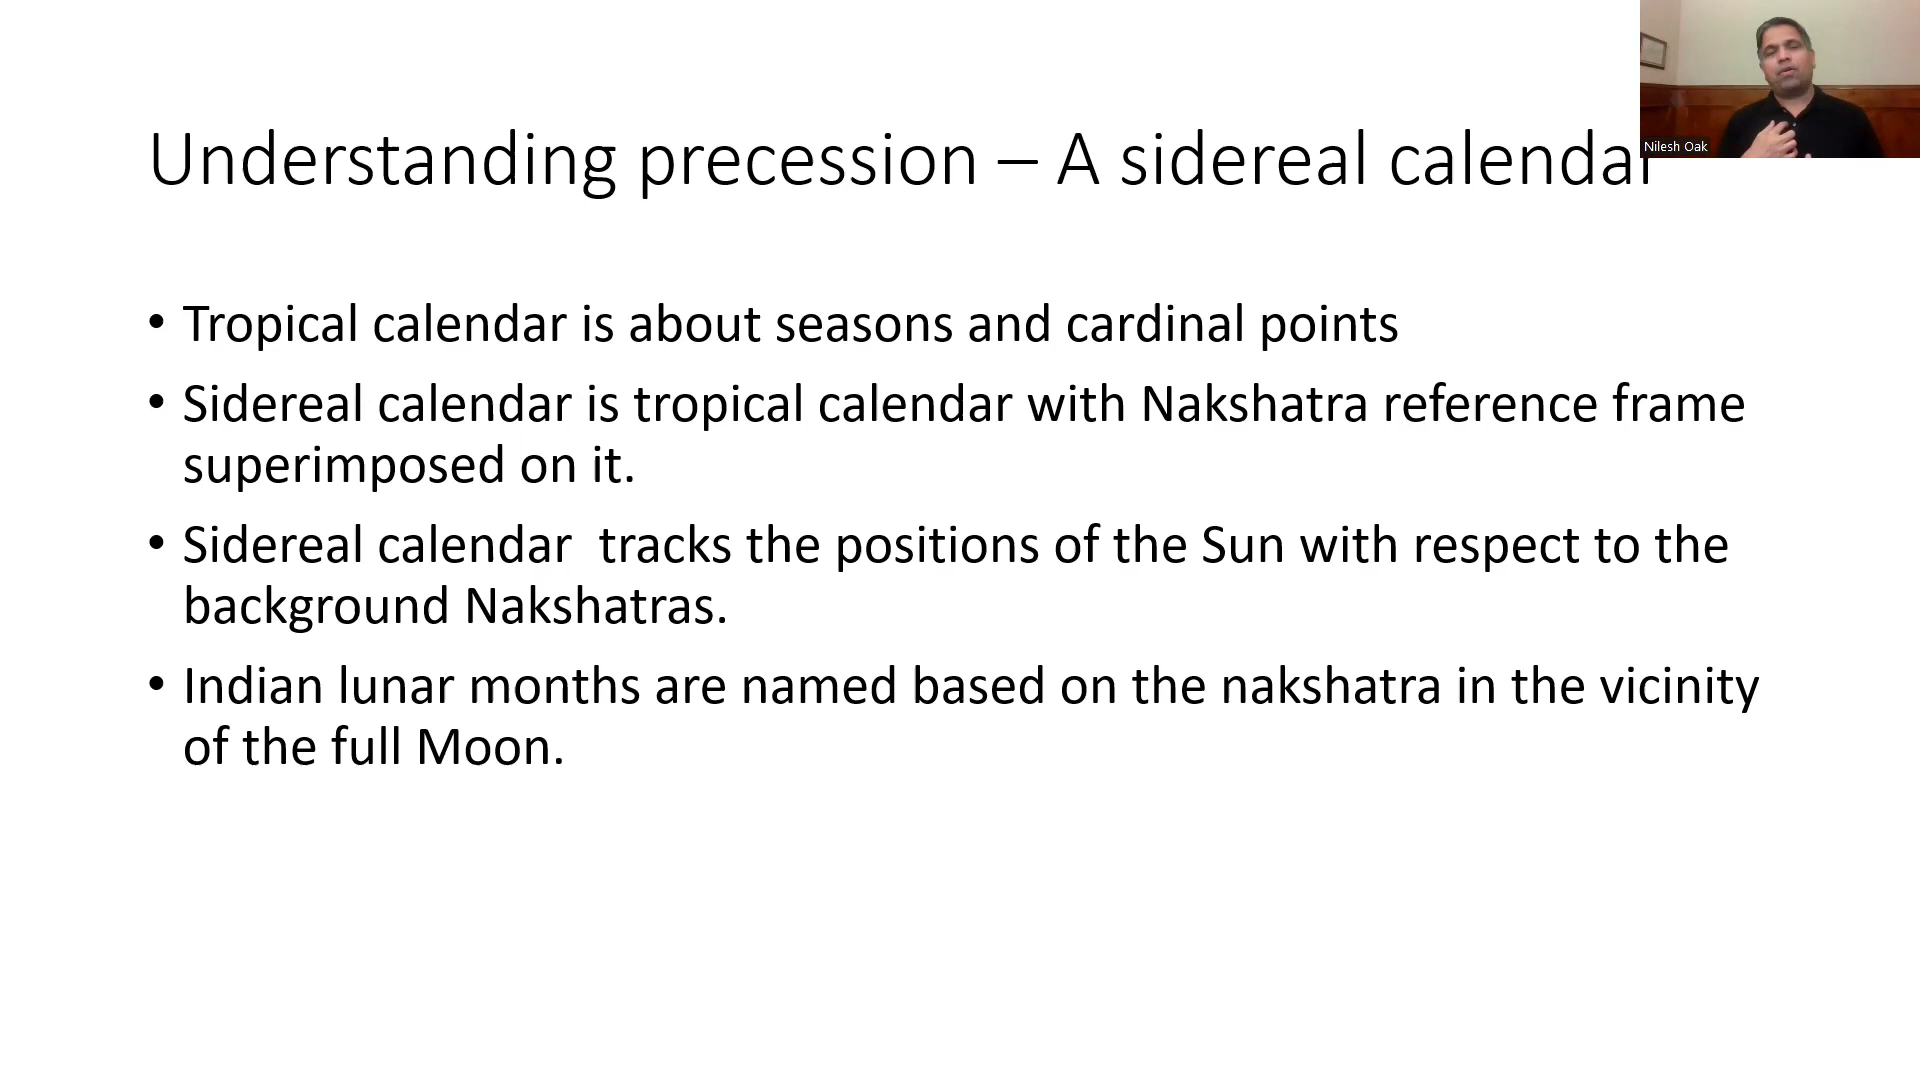 Understanding precession – A sidereal calendar
Nilesh Oak
• Tropical calendar is about seasons and cardinal points
• Sidereal calendar is tropical calendar with Nakshatra reference frame
superimposed on it.
• Sidereal calendar  tracks the positions of the Sun with respect to the
background Nakshatras.
• Indian lunar months are named based on the nakshatra in the vicinity
of the full Moon.